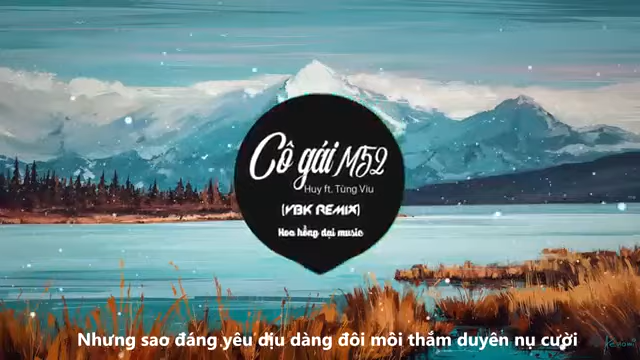 Cô gái M52
Huy ft. Tùng Viu
(VBK REMIX)
Hoa hồng dại music
Nhưng sao đáng yêu dịu dàng đôi môi thắm duyên nụ cười